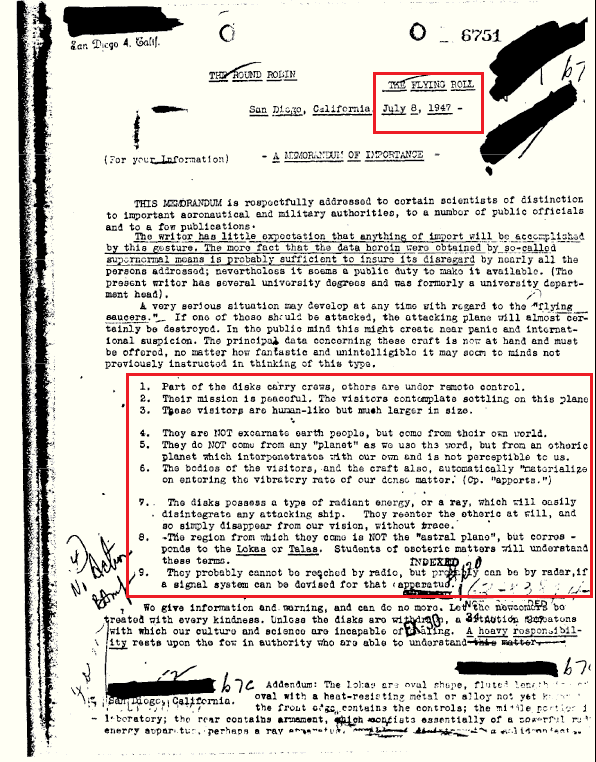 San Diego 4, Calif.
6751
THE ROUND ROBIN
THE FLYING ROLL
b7
San Diego, California, July 8, 1947 -
(For your Information) - A MEMORANDUM OF IMPORTANCE -
THIS MEMORANDUM is respectfully addressed to certain scientists of distinction
to important aeronautical and military authorities, to a number of public officials
and to a few publications.
The writer has little expectation that anything of import will be accomplished
by this gesture. The more fact that the data herein were obtained by so-called
supernormal means is probably sufficient to insure its disregard by nearly all the
persons addressed; nevertheless it seems a public duty to make it available. (The
present writer has several university degrees and was formerly a university depart-
ment head).
A very serious situation may develop at any time with regard to the "flying
saucers." If one of these should be attacked, the attacking plane will almost cer-
tainly be destroyed. In the public mind this might create near panic and internat-
ional suspicion. The principal data concerning these craft is now at hand and must
be offered, no matter how fantastic and unintelligible it may seem to minds not
previously instructed in thinking of this type.
1. Part of the disks carry crews, others are under remote control.
2. Their mission is peaceful. The visitors contemplate settling on this plane
3. These visitors are human-like but much larger in size.
4. They are NOT excarnate earth people, but come from their own world.
5. They do NOT come from any "planet" as we use the word, but from an etheric
planet which interpenetrates with our own and is not perceptible to us.
6. The bodies of the visitors, and the craft also, automatically "materialize
on entering the vibratory rate of our dense matter. (Cp. "apports.")
7. The disks possess a type of radiant energy, or a ray, which will easily
disintegrate any attacking ship. They reenter the etheric at will, and
so simply disappear from our vision, without trace.
8. The region from which they come is NOT the "astral plane", but corres -
ponds to the Lokas or Talas. Students of esoteric matters will understand
these terms.
INDEXED
9. They probably cannot be reached by radio, but probably can be by radar, if
a signal system can be devised for that apparatus.
We give information and warning, and can do no more. Let the newcomers be
treated with every kindness. Unless the disks are withdrawn, a situation threatens
with which our culture and science are incapable of dealing. A heavy responsibil-
ity rests upon the few in authority who are able to understand this matter.
EX-30
b7C
b7C
San Diego, California.
Addendum: The Lokas are oval shape, fluted length
oval with a heat-resisting metal or alloy not yet
the front edge contains the controls; the middle portion
laboratory; the rear contains armament, which consists essentially of a powerful
energy apparatus, perhaps a ray